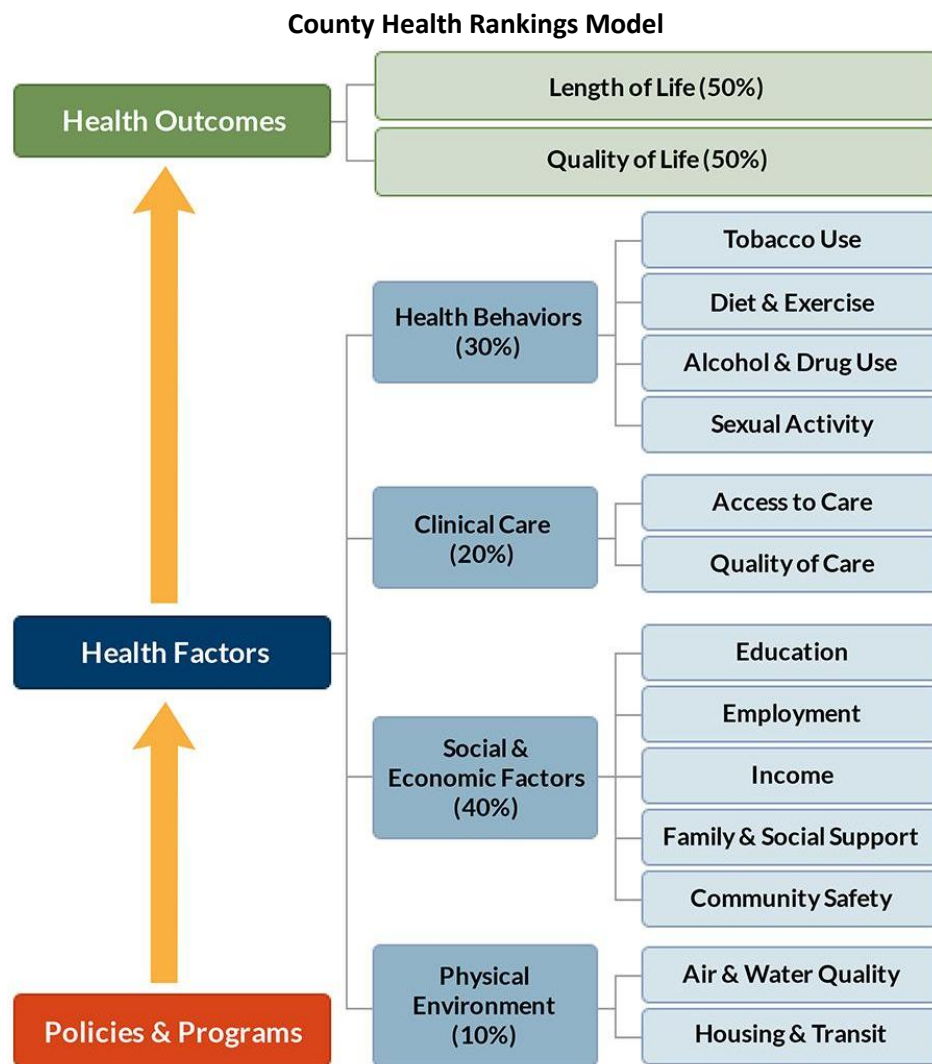 County Health Rankings Model
Health Outcomes
Length of Life (50%)
Quality of Life (50%)
Health Factors
Health Behaviors
(30%)
Tobacco Use
Diet & Exercise
Alcohol & Drug Use
Sexual Activity
Clinical Care
(20%)
Access to Care
Quality of Care
Social &
Economic Factors
(40%)
Education
Employment
Income
Family & Social Support
Community Safety
Physical
Environment
(10%)
Air & Water Quality
Housing & Transit
Policies & Programs